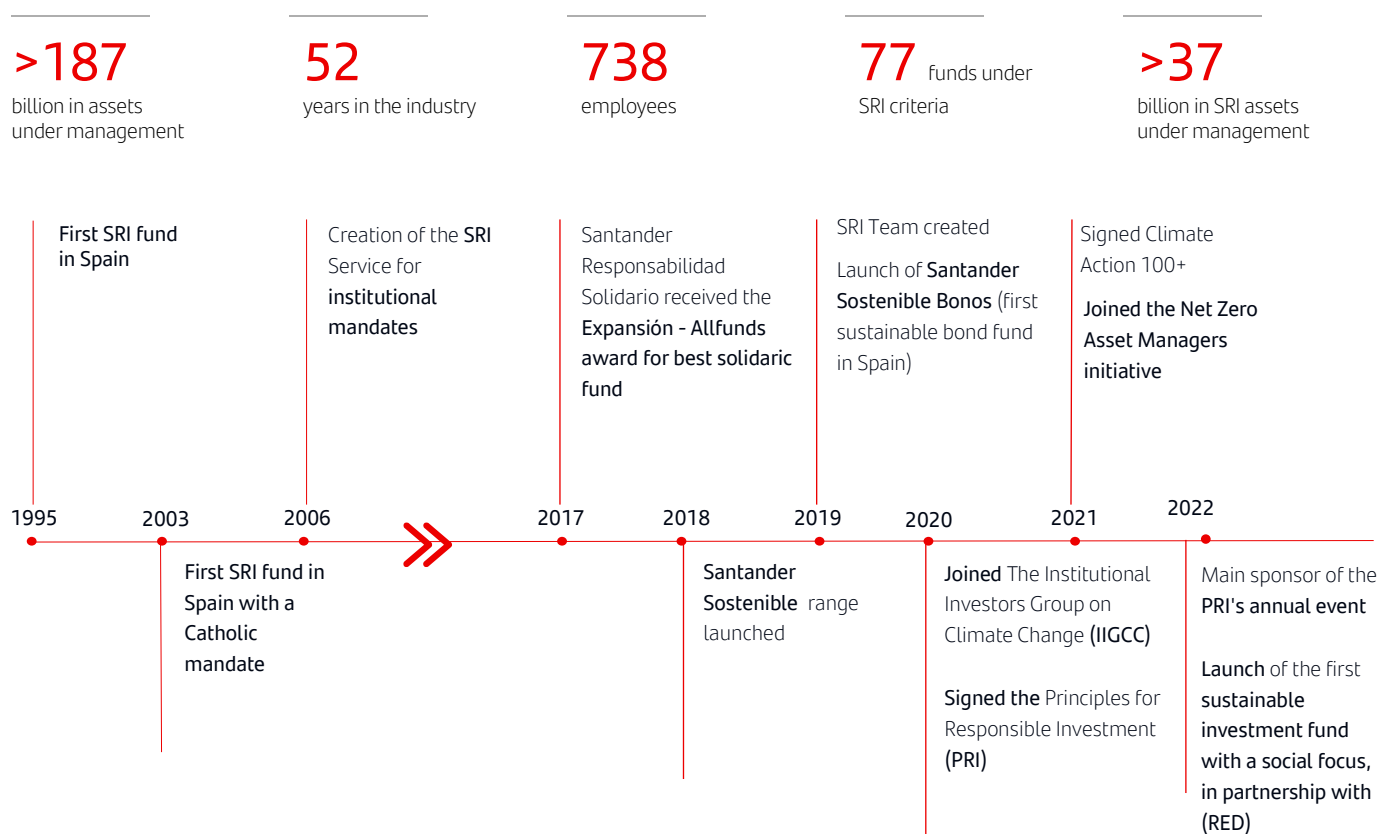 >187
billion in assets
under management
52
years in the industry
738
employees
77 funds under
SRI criteria
>37
billion in SRI assets
under management
First SRI fund
in Spain
Creation of the SRI
Service for
institutional
mandates
Santander
Responsabilidad
Solidario received the
Expansión - Allfunds
award for best solidaric
fund
SRI Team created
Launch of Santander
Sostenible Bonos (first
sustainable bond fund
in Spain)
Signed Climate
Action 100+
Joined the Net Zero
Asset Managers
initiative
1995
2003
2006
2017
2018
2019
2020
2021
2022
First SRI fund in
Spain with a
Catholic
mandate
Santander
Sostenible range
launched
Joined The Institutional
Investors Group on
Climate Change (IIGCC)
Signed the Principles for
Responsible Investment
(PRI)
Main sponsor of the
PRI's annual event
Launch of the first
sustainable
investment fund
with a social focus,
in partnership with
(RED)